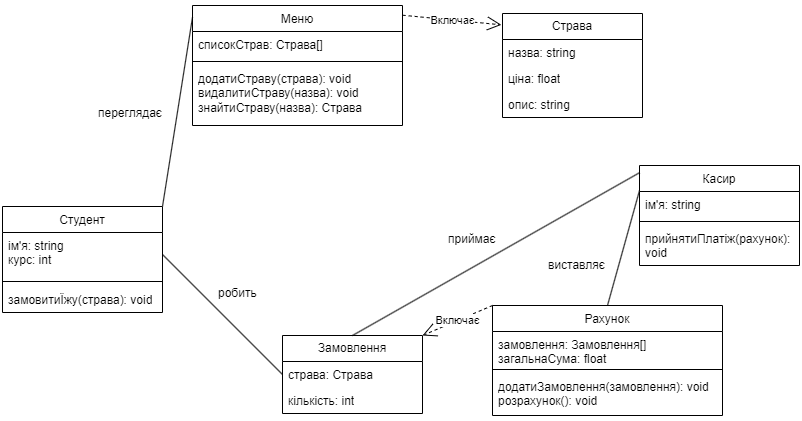 Меню
списокСтрав: Страва[]
додатиСтраву(страва): void
видалитиСтраву(назва): void
знайтиСтраву(назва): Страва
Включає
Страва
назва: string
ціна: float
опис: string
переглядає
Касир
ім'я: string
прийнятиПлатіж(рахунок):
void
Студент
ім'я: string
курс: int
замовитиЇжу(страва): void
приймає
виставляє
робить
Включає
Замовлення
страва: Страва
кількість: int
Рахунок
замовлення: Замовлення[]
загальнаСума: float
додатиЗамовлення(замовлення): void
розрахунок(): void